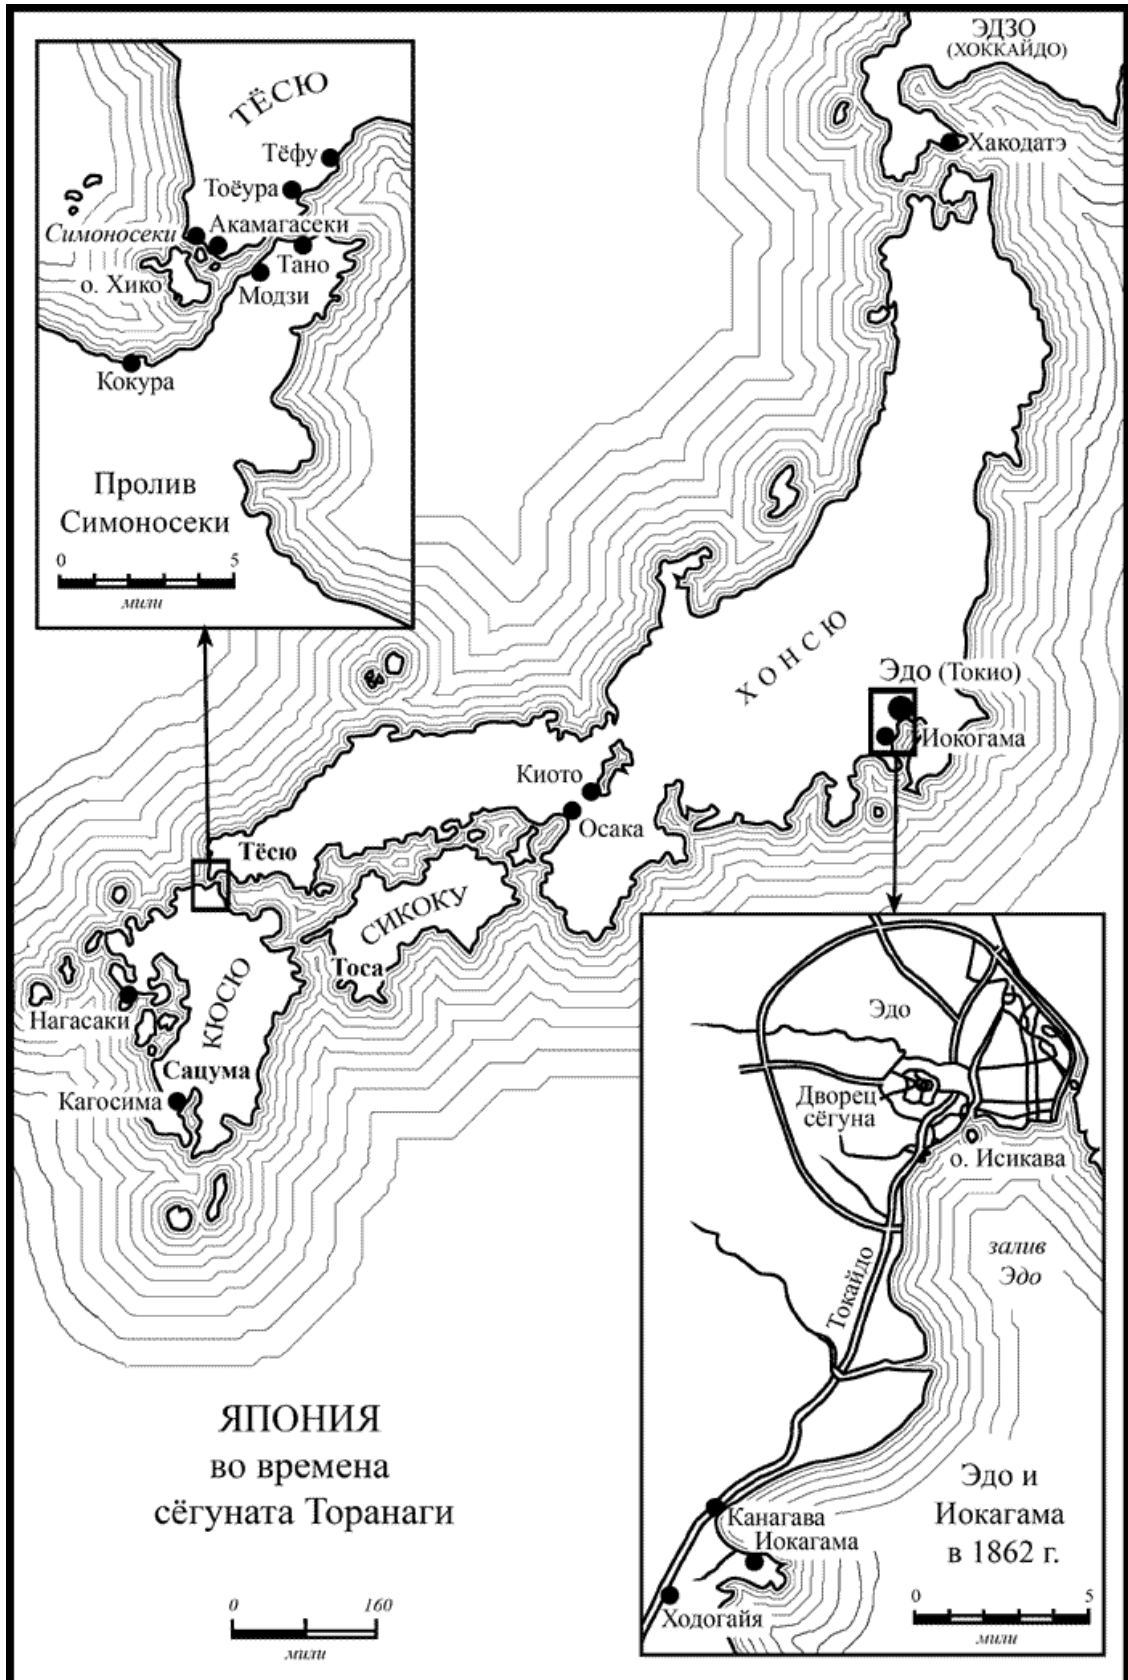 ЭДЗО
(ХОККАЙДО)
Хакодатэ
ТЁСЮ
Тёфу
Тоёура
Акамагасеки
Симоносеки
Тано
о. Хико
Модзи
Кокура
Пролив
Симоносеки
0 5
мили
ХОНСЮ
Эдо (Токио)
Иокогама
Киото
Осака
Тёсю
СИКОКУ
Тоса
КЮСЮ
Нагасаки
Сацума
Кагосима
Эдо
Дворец
сёгуна
о. Исикава
залив
Эдо
Токайдо
Эдо и
Иокагама
в 1862 г.
Канагава
Иокагама
Ходогайя
0 5
мили
ЯПОНИЯ
во времена
сёгуната Торанаги
0 160
мили